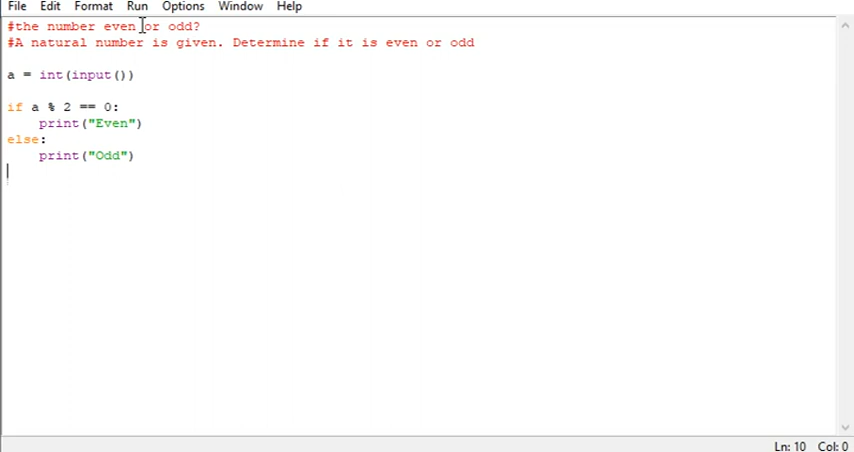 File Edit Format Run Options Window Help
#the number even or odd?
#A natural number is given. Determine if it is even or odd
a = int(input())
if a % 2 == 0:
    print("Even")
else:
    print("Odd")
Ln: 10 Col: 0